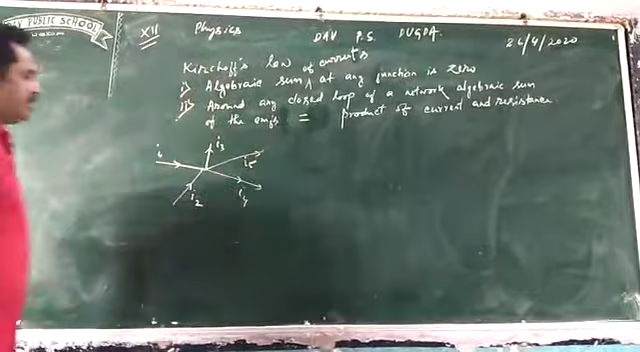 PUBLIC SCHOOL
XII Physics DAV P.S. DUGDA. 26/4/2020
Kirchoff's law
i) Algebraic sum of currents at any junction is zero
ii) Around any closed loop of a network algebraic sum
of the emfs = product of current and resistance
i₁ i₃ i₅
i₂ i₄